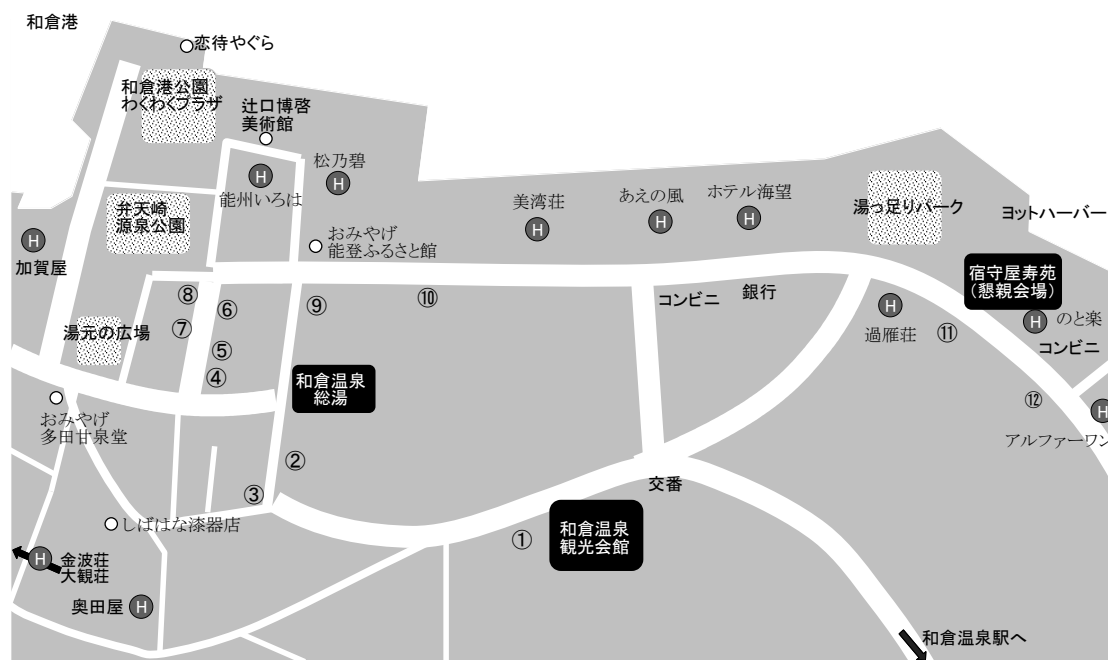 和倉港
恋待やぐら
和倉港公園
わくわくプラザ
辻口博啓
美術館
松乃碧
H
H
能州いろは
弁天崎
源泉公園
おみやげ
能登ふるさと館
美湾荘
H
あえの風
H
ホテル海望
H
湯っ足りパーク
ヨットハーバー
H
加賀屋
宿守屋寿苑
（懇親会場）
H
のと楽
コンビニ
コンビニ
銀行
H
過雁荘
⑧
⑥
⑨
⑩
⑦
⑤
④
⑪
⑫
湯元の広場
和倉温泉
総湯
おみやげ
多田甘泉堂
H
アルファーワン
②
③
交番
しばはな漆器店
①
和倉温泉
観光会館
H
金波荘
大観荘
奥田屋
H
和倉温泉駅へ